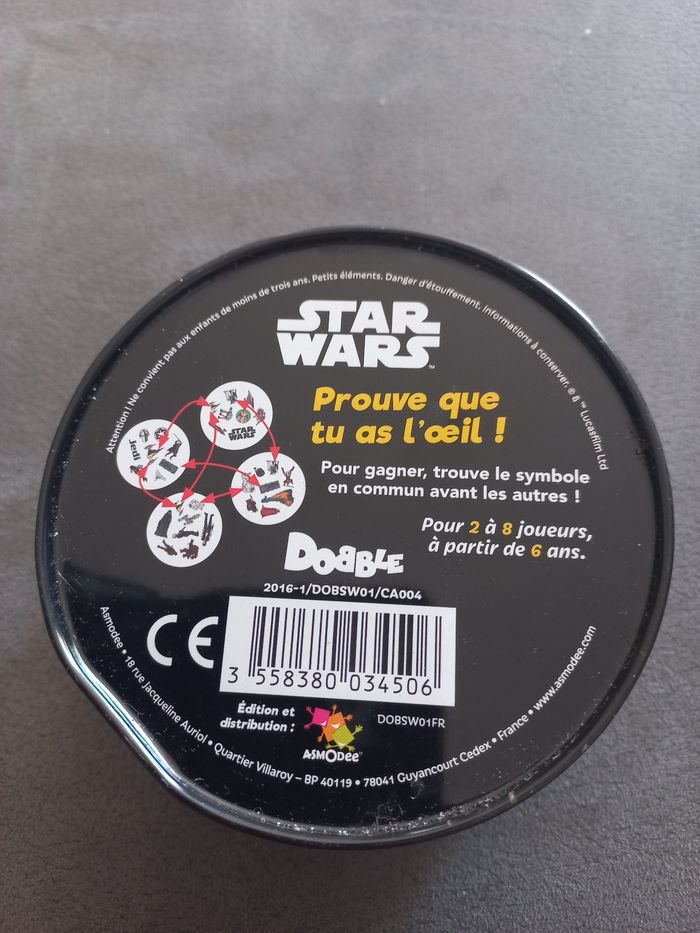 Attention ! Ne convient pas aux enfants de moins de trois ans. Petits éléments. Danger d'étouffement. Informations à conserver. © & ™ Lucasfilm Ltd
STAR
WARS™
Prouve que
tu as l'œil !
Jedi
STAR
WARS
Pour gagner, trouve le symbole
en commun avant les autres !
Pour 2 à 8 joueurs,
à partir de 6 ans.
DOBBLE
2016-1/DOBSW01/CA004
CE
3 558380 034506
Édition et
distribution :
ASMODee
DOBSW01FR
Asmodee • 18 rue Jacqueline Auriol • Quartier Villaroy – BP 40119 • 78041 Guyancourt Cedex • France • www.asmodee.com